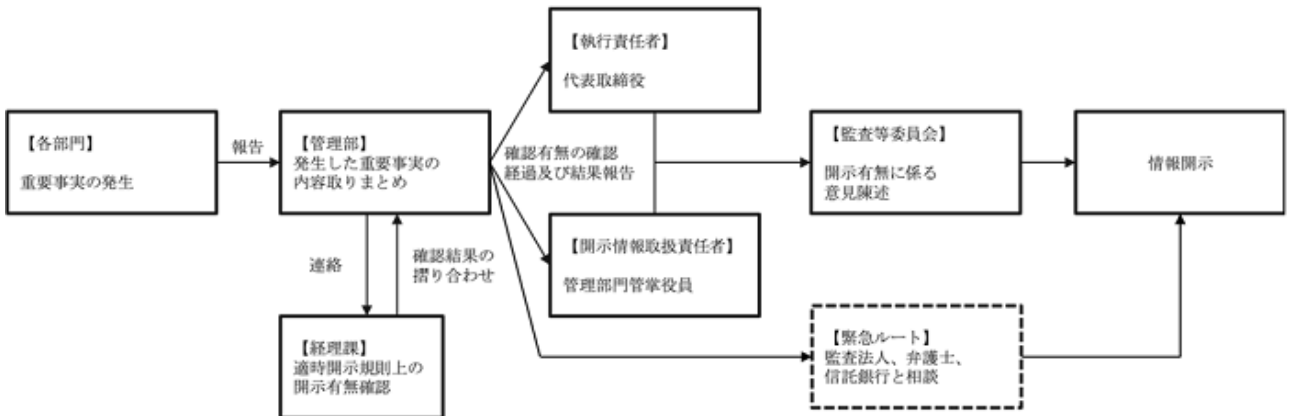 【各部門】
重要事実の発生
報告
【管理部】
発生した重要事実の
内容取りまとめ
連絡
確認結果の
摺り合わせ
【経理課】
適時開示規則上の
開示有無確認
【執行責任者】
代表取締役
確認有無の確認
経過及び結果報告
【開示情報取扱責任者】
管理部門管掌役員
【監査等委員会】
開示有無に係る
意見陳述
【緊急ルート】
監査法人、弁護士、
信託銀行と相談
情報開示